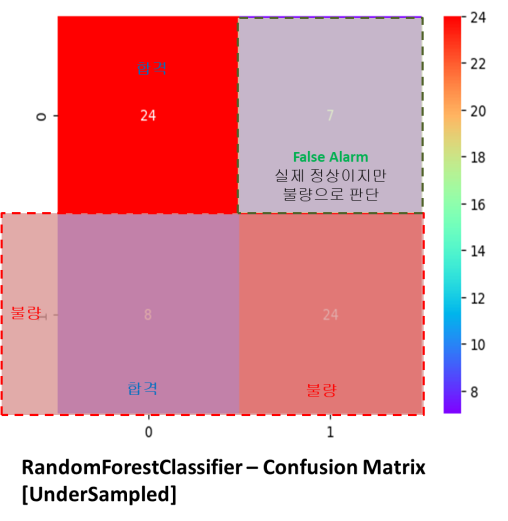 합격
24
7
0
False Alarm
실제 정상이지만
불량으로 판단
불량
8
24
합격
불량
0
1
24
22
20
18
16
14
12
10
8
RandomForestClassifier – Confusion Matrix
[UnderSampled]